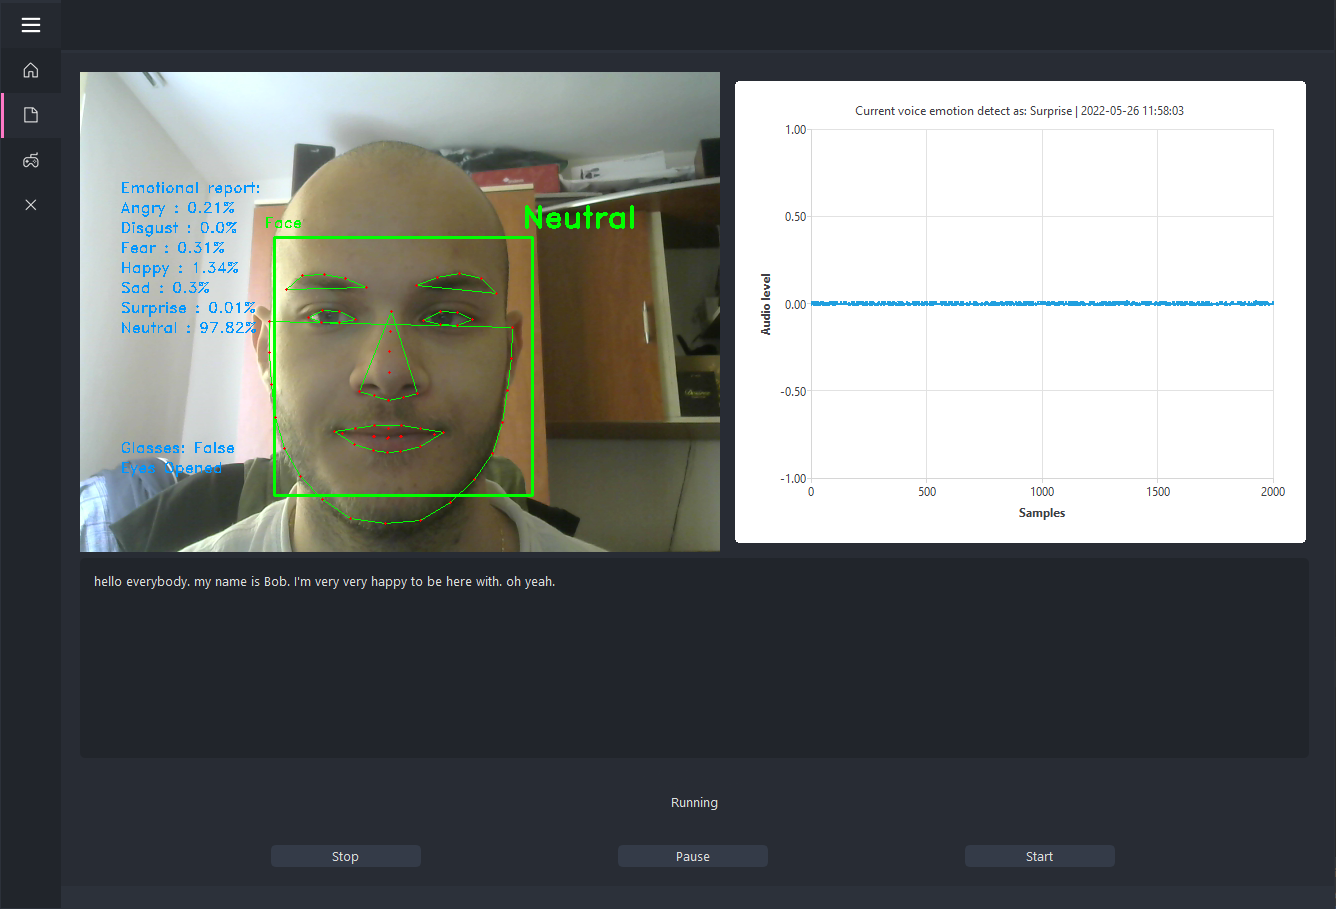 Emotional report:
Angry : 0.21%
Disgust : 0.0%
Fear : 0.31%
Happy : 1.34%
Sad : 0.3%
Surprise : 0.01%
Neutral : 97.82%
Face
Neutral
Glasses: False
Eyes Opened
Current voice emotion detect as: Surprise | 2022-05-26 11:58:03
1.00
0.50
0.00
-0.50
-1.00
Audio level
0 500 1000 1500 2000
Samples
hello everybody. my name is Bob. I'm very very happy to be here with. oh yeah.
Running
Stop Pause Start